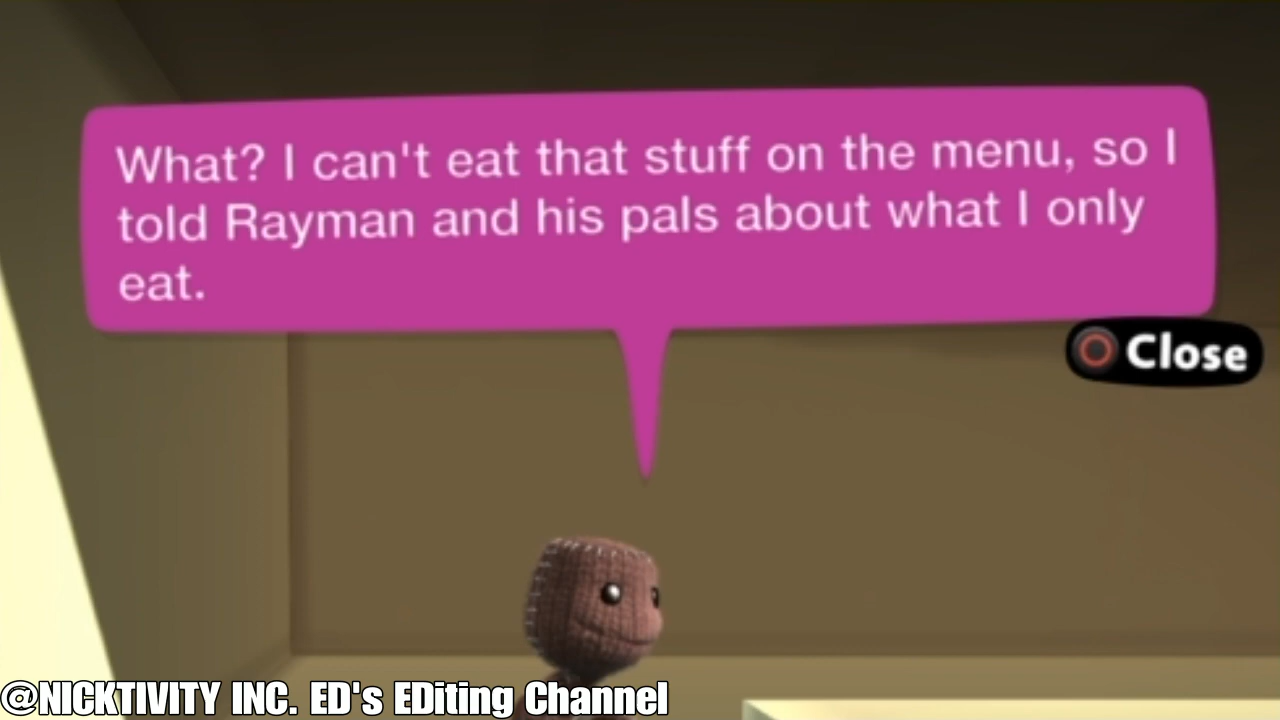 What? I can't eat that stuff on the menu, so I
told Rayman and his pals about what I only
eat.
Close
@NICKTIVITY INC. ED's EDiting Channel